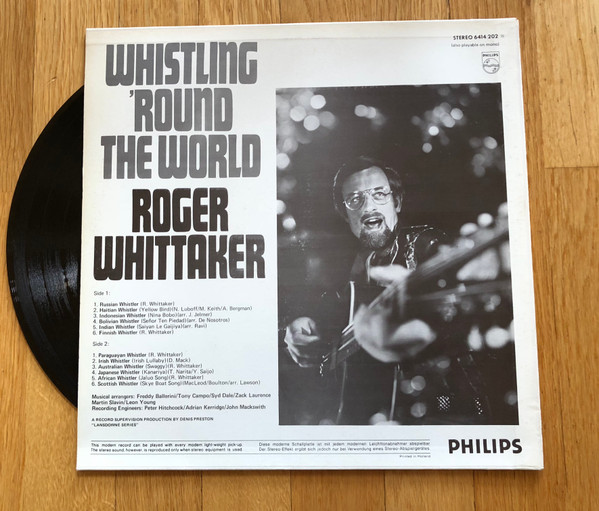 STEREO 6414 202
(also playable on mono)
PHILIPS
WHISTLING
'ROUND
THE WORLD
ROGER
WHITTAKER
Side 1:
1. Russian Whistler (R. Whittaker)
2. Haitian Whistler (Yellow Bird)(N. Luboff/M. Keith/A. Bergman)
3. Indonesian Whistler (Nina Bobo)(arr. J. Jelmer)
4. Bolivian Whistler (Señor Ten Pieda)(arr. De Nosotros)
5. Indian Whistler (Saiyan Le Gaijiya)(arr. Ravi)
6. Finnish Whistler (R. Whittaker)
Side 2:
1. Paraguayan Whistler (R. Whittaker)
2. Irish Whistler (Irish Lullaby)(D. Mack)
3. Australian Whistler (Swaggy)(R. Whittaker)
4. Japanese Whistler (Kanariya)(T. Narita/Y. Saijo)
5. African Whistler (Jaluo Song)(R. Whittaker)
6. Scottish Whistler (Skye Boat Song)(MacLeod/Boulton/arr. Lawson)
Musical arrangers: Freddy Ballerini/Tony Campo/Syd Dale/Zack Laurence
Martin Slavin/Leon Young
Recording Engineers: Peter Hitchcock/Adrian Kerridge/John Mackswith
A RECORD SUPERVISION PRODUCTION BY DENIS PRESTON
"LANSDOWNE SERIES"
This modern record can be played with every modern light-weight pick-up.
The stereo sound, however, is reproduced only when stereo equipment is used.
Diese moderne Schallplatte ist mit jedem modernen Leichttonabnehmer abspielbar.
Der Stereo-Effekt ergibt sich jedoch nur bei Verwendung eines Stereo-Abspielgerätes.
Printed in Holland
PHILIPS